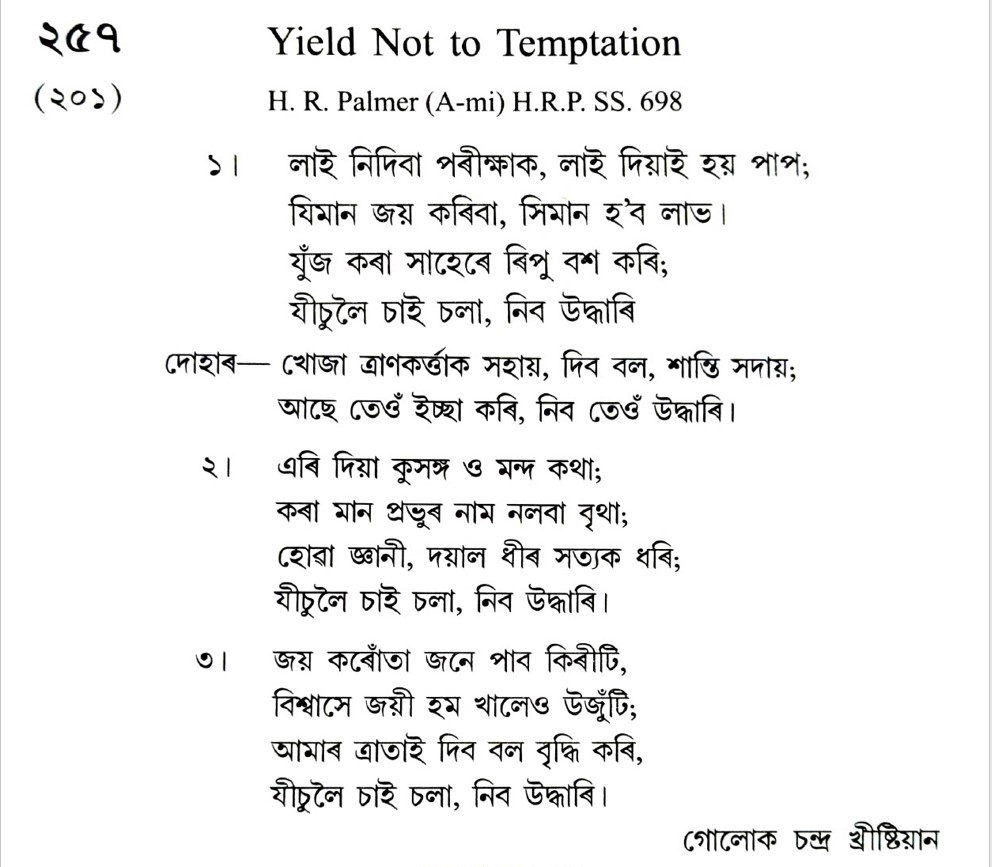 ২৫৭ Yield Not to Temptation
(২০১) H. R. Palmer (A-mi) H.R.P. SS. 698
১। লাই নিদিবা পৰীক্ষাক, লাই দিয়াই হয় পাপ;
যিমান জয় কৰিবা, সিমান হ'ব লাভ।
যুঁজ কৰা সাহেৰে ৰিপু বশ কৰি;
যীচুলৈ চাই চলা, নিব উদ্ধাৰি
দোহাৰ— খোজা ত্ৰাণকৰ্ত্তাক সহায়, দিব বল, শান্তি সদায়;
আছে তেওঁ ইচ্ছা কৰি, নিব তেওঁ উদ্ধাৰি।
২। এৰি দিয়া কুসঙ্গ ও মন্দ কথা;
কৰা মান প্ৰভুৰ নাম নলবা বৃথা;
হোৱা জ্ঞানী, দয়াল ধীৰ সত্যক ধৰি;
যীচুলৈ চাই চলা, নিব উদ্ধাৰি।
৩। জয় কৰোঁতা জনে পাব কিৰীটি,
বিশ্বাসে জয়ী হম খালেও উজুঁটি;
আমাৰ ত্ৰাতাই দিব বল বৃদ্ধি কৰি,
যীচুলৈ চাই চলা, নিব উদ্ধাৰি।
গোলোক চন্দ্ৰ খ্ৰীষ্টিয়ান